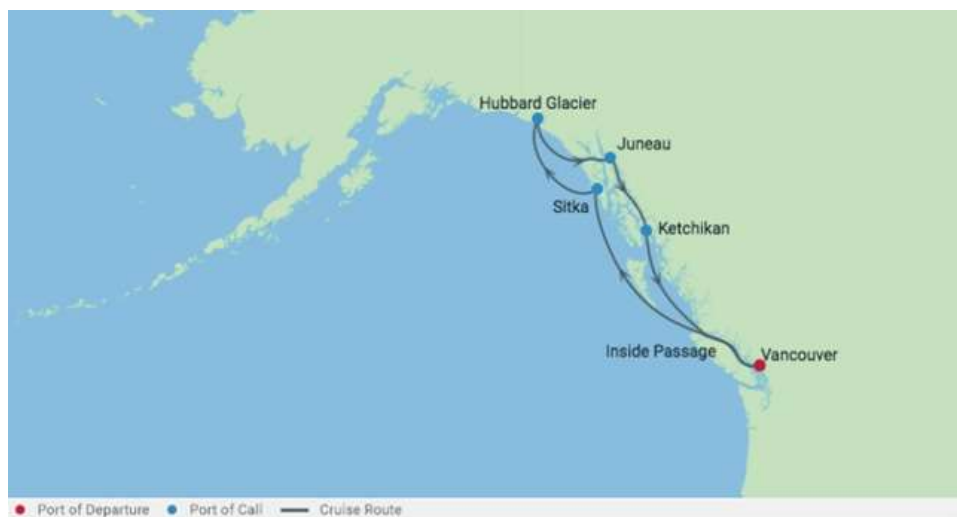 Hubbard Glacier
Juneau
Sitka
Ketchikan
Inside Passage
Vancouver
Port of Departure
Port of Call
Cruise Route